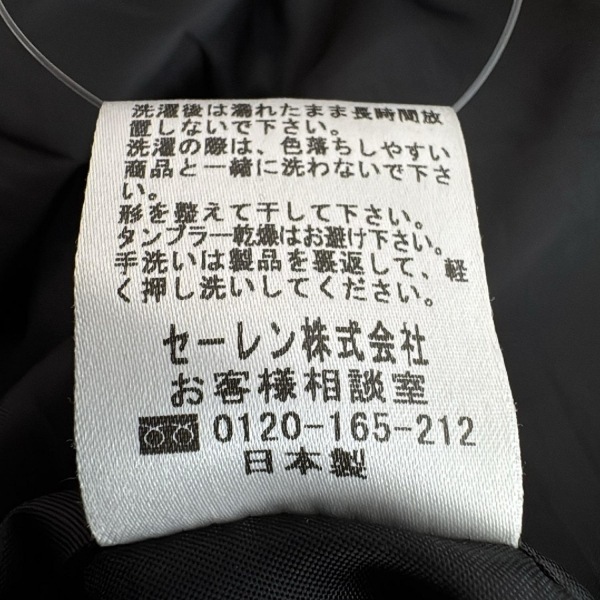 洗濯後は濡れたまま長時間放
置しないで下さい。
洗濯の際は、色落ちしやすい
商品と一緒に洗わないで下さ
い。
形を整えて干して下さい。
タンブラー乾燥はお避け下さい。
手洗いは製品を裏返して、軽
く押し洗いしてください。
セーレン株式会社
お客様相談室
0120-165-212
日本製